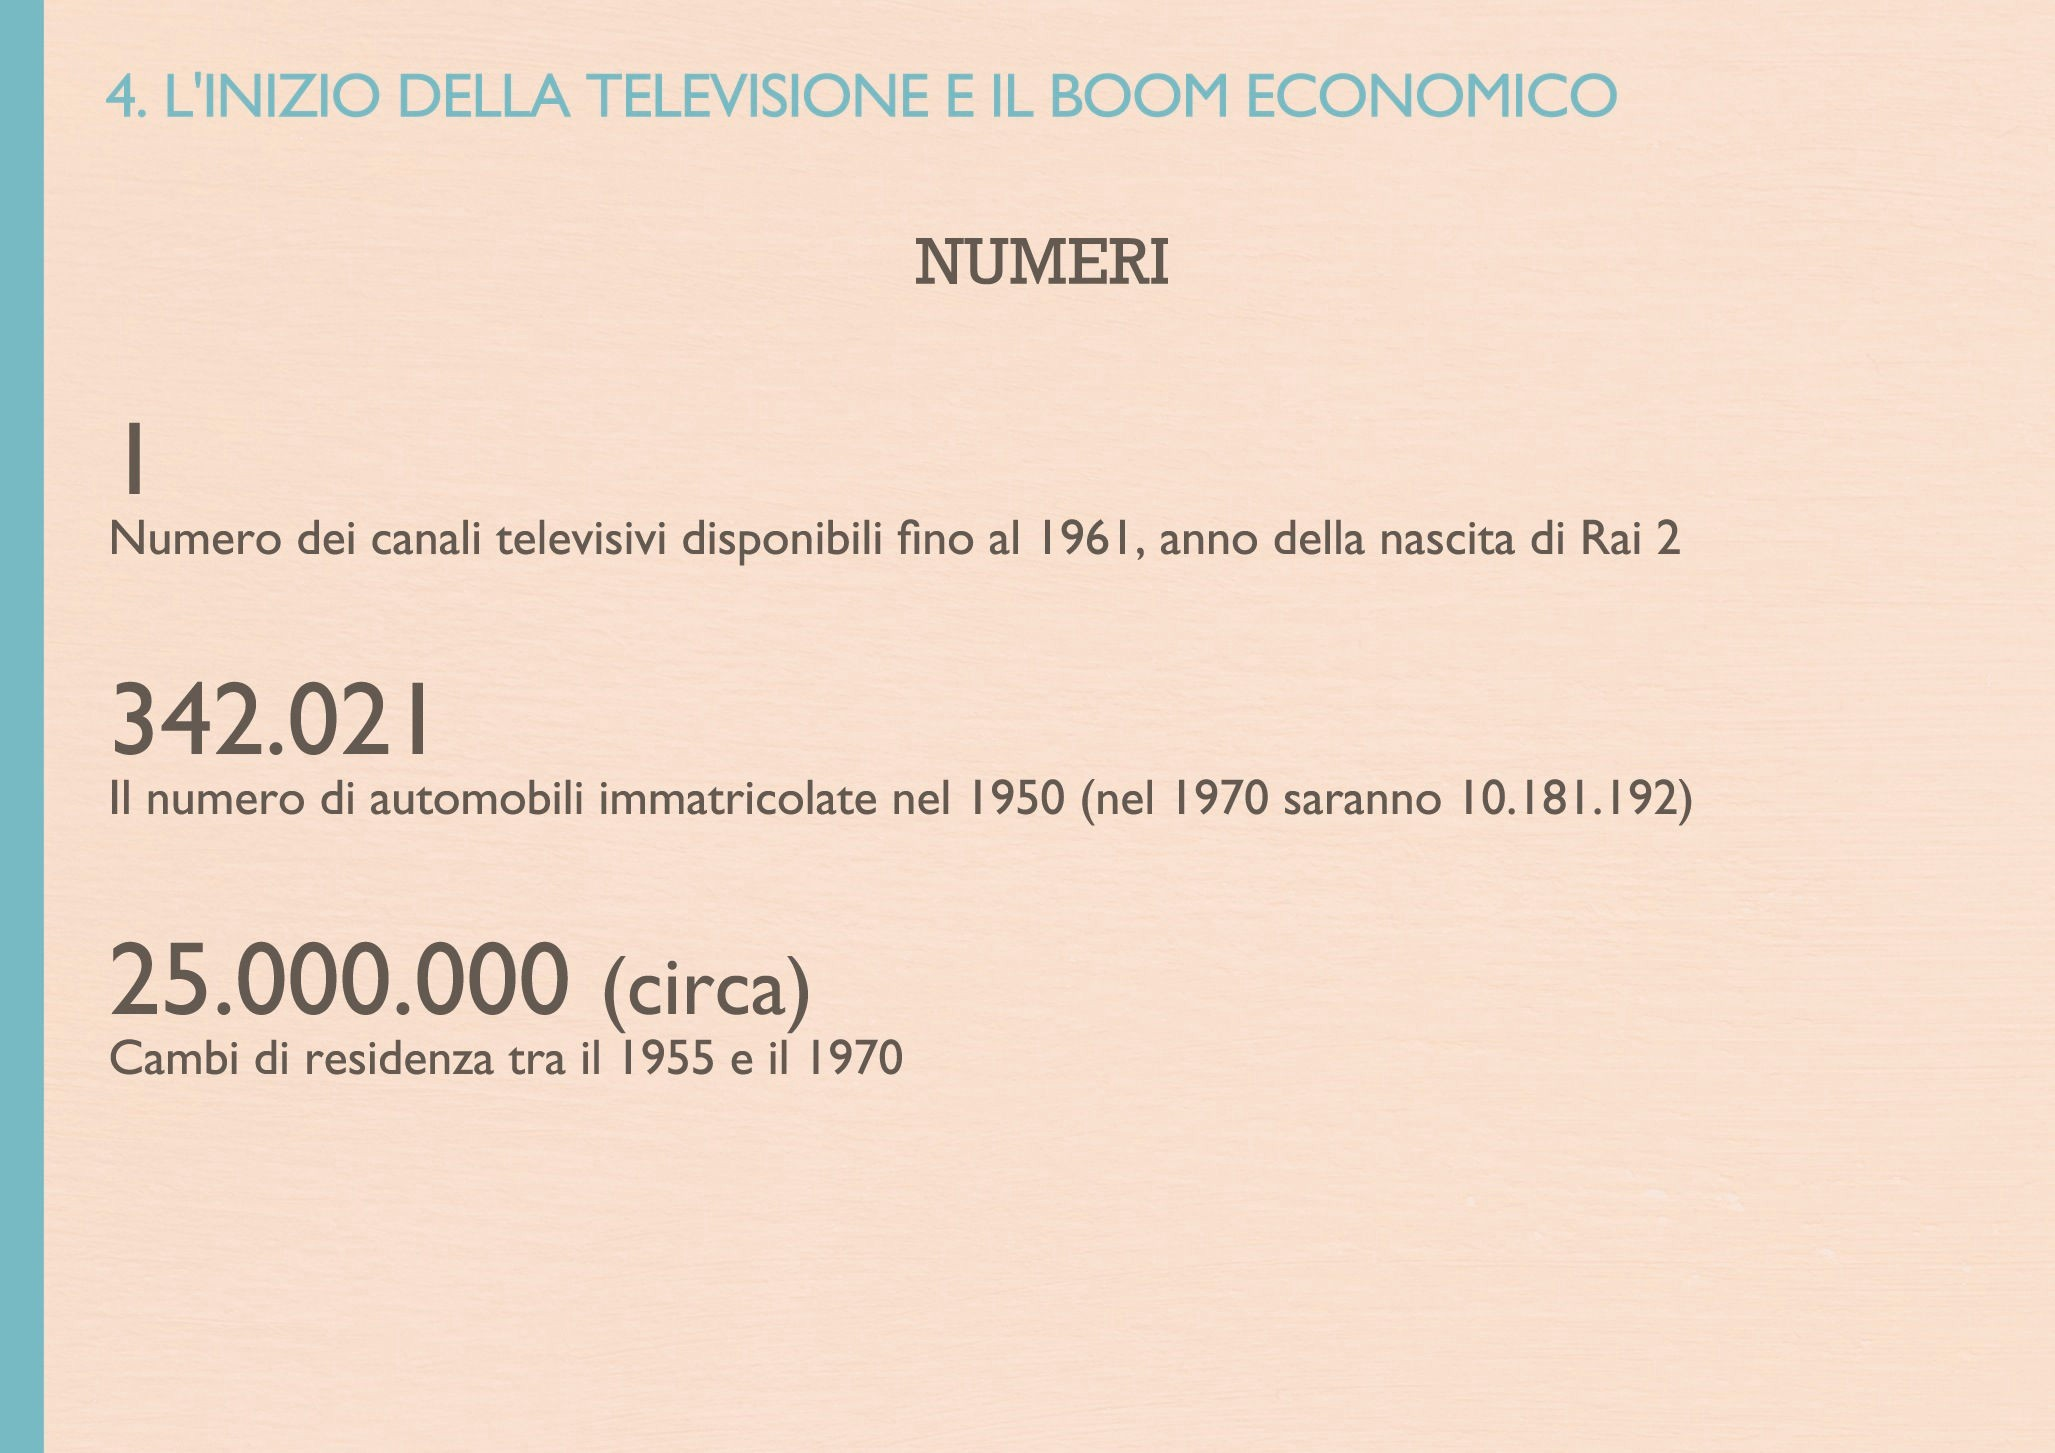 4. L'INIZIO DELLA TELEVISIONE E IL BOOM ECONOMICO
NUMERI
1
Numero dei canali televisivi disponibili fino al 1961, anno della nascita di Rai 2
342.021
Il numero di automobili immatricolate nel 1950 (nel 1970 saranno 10.181.192)
25.000.000 (circa)
Cambi di residenza tra il 1955 e il 1970